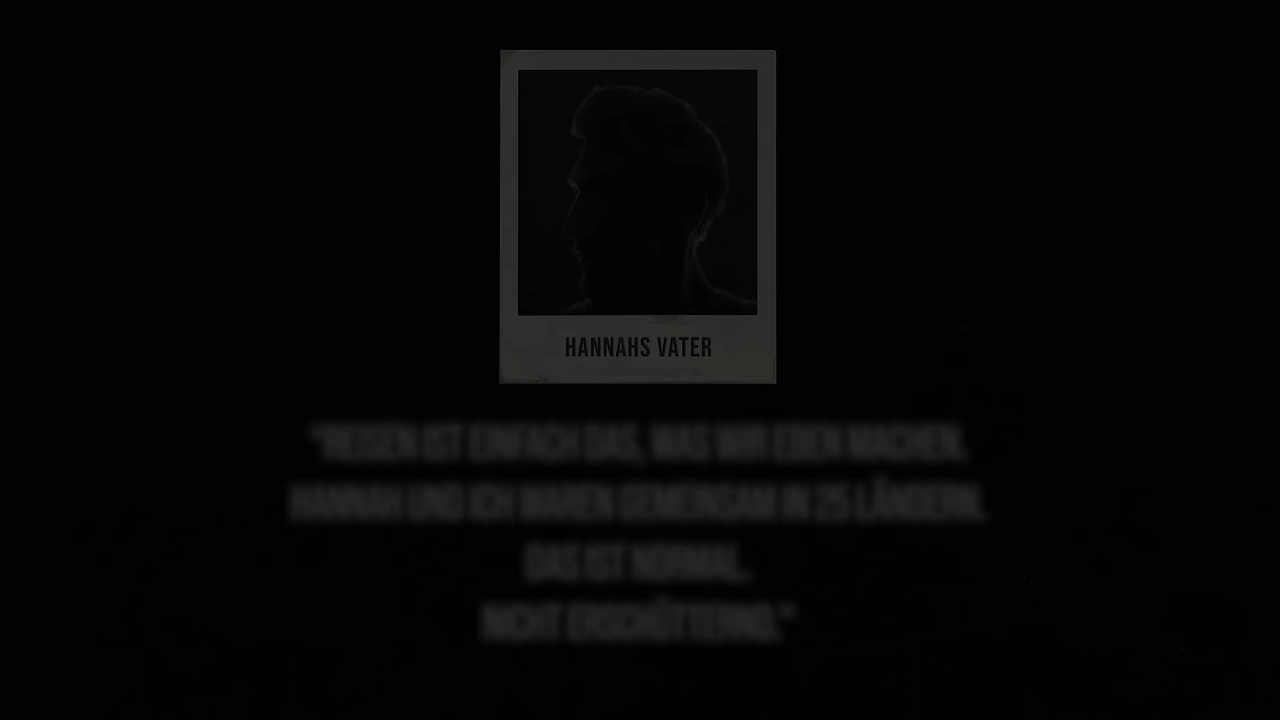 HANNAHS VATER
"REISEN IST EINFACH DAS, WAS WIR EBEN MACHEN.
HANNAH UND ICH WAREN GEMEINSAM IN 25 LÄNDERN.
DAS IST NORMAL.
NICHT ERSCHÜTTERND."